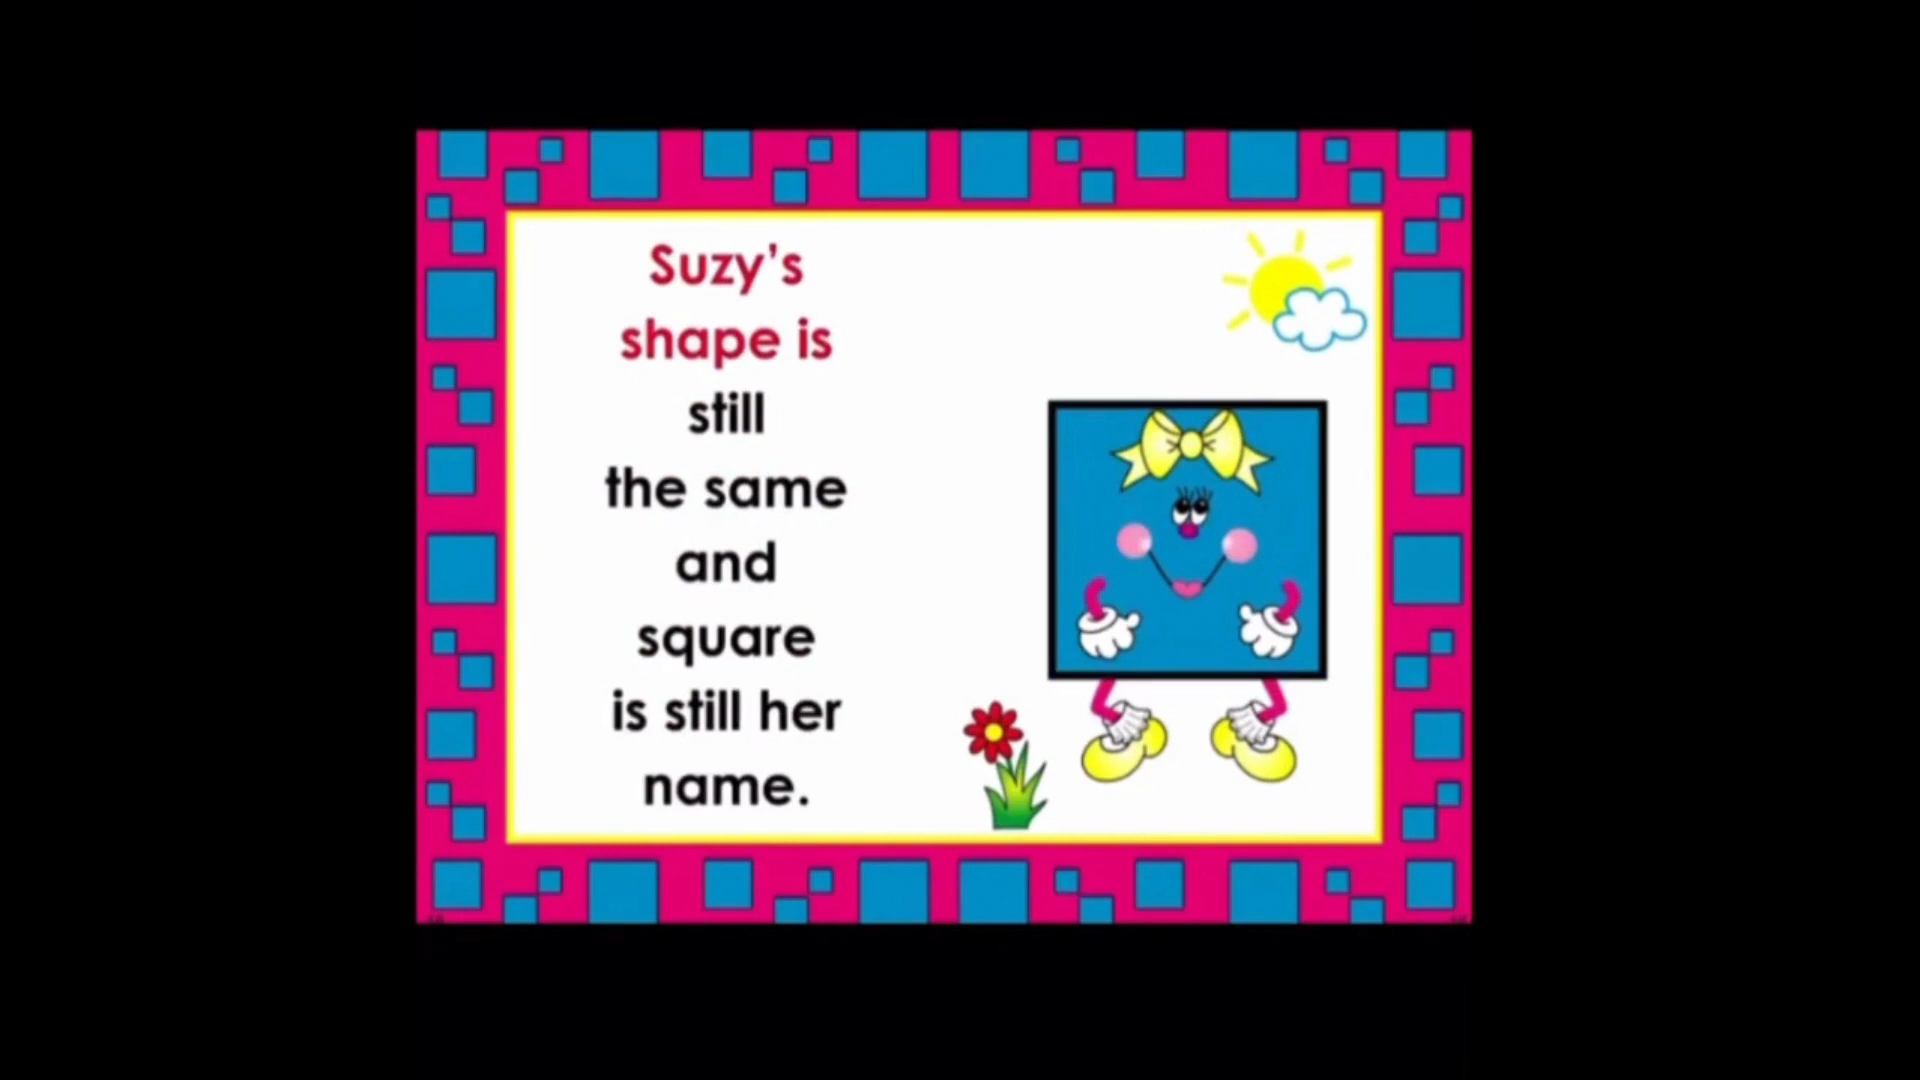 Suzy's
shape is
still
the same
and
square
is still her
name.